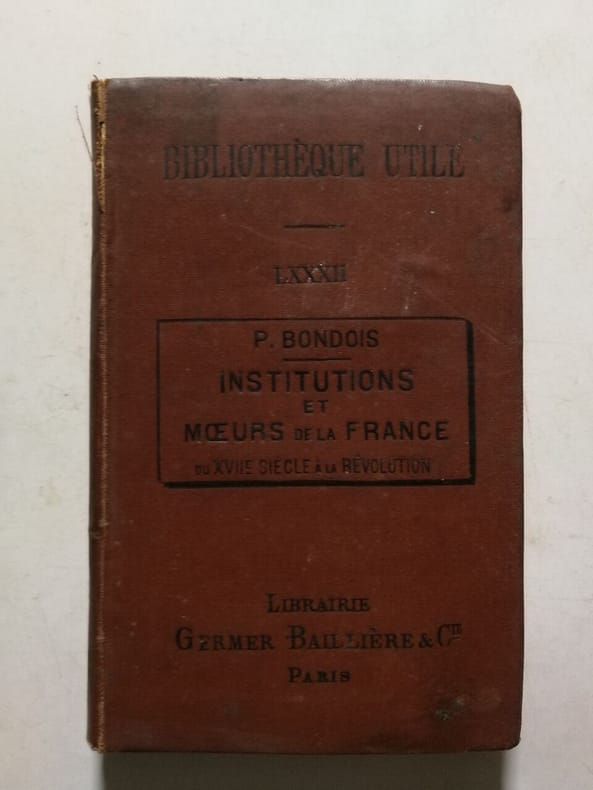 BIBLIOTHÈQUE UTILE
LXXXII
P. BONDOIS
INSTITUTIONS
ET
MŒURS DE LA FRANCE
DU XVIIE SIÈCLE À LA RÉVOLUTION
LIBRAIRIE
GERMER BAILLIÈRE & CIE
PARIS